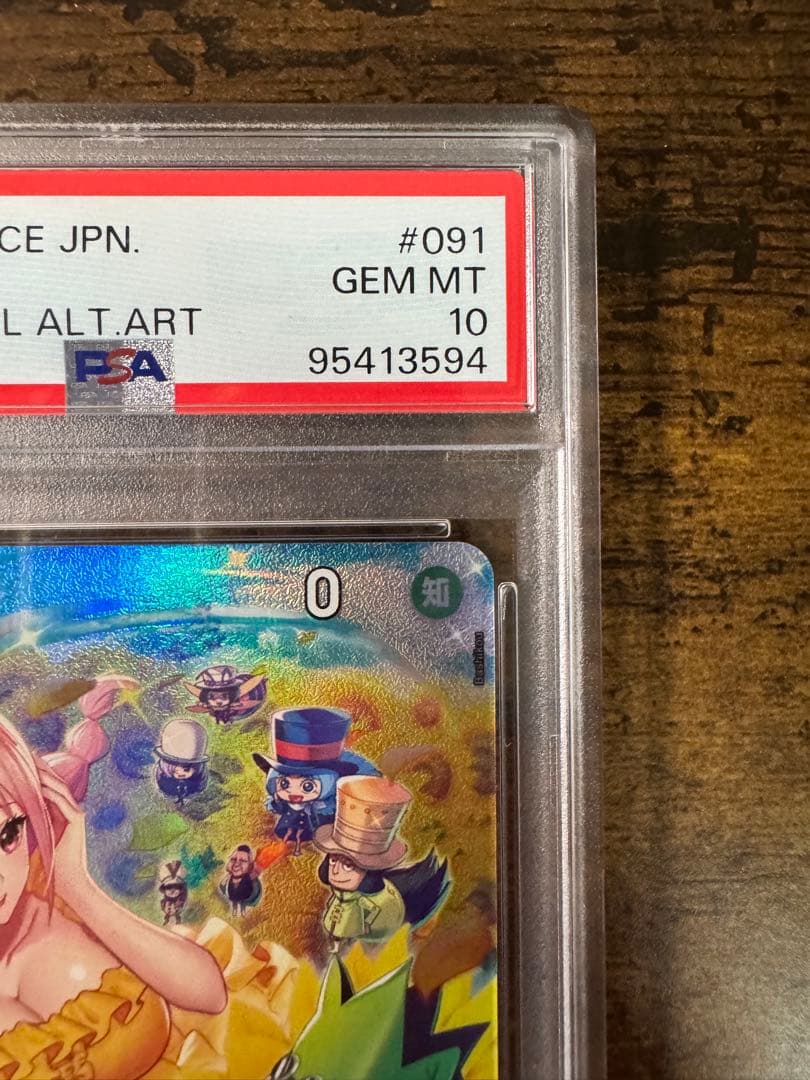 CE JPN. #091
GEM MT
L ALT.ART 10
PSA 95413594
0 知